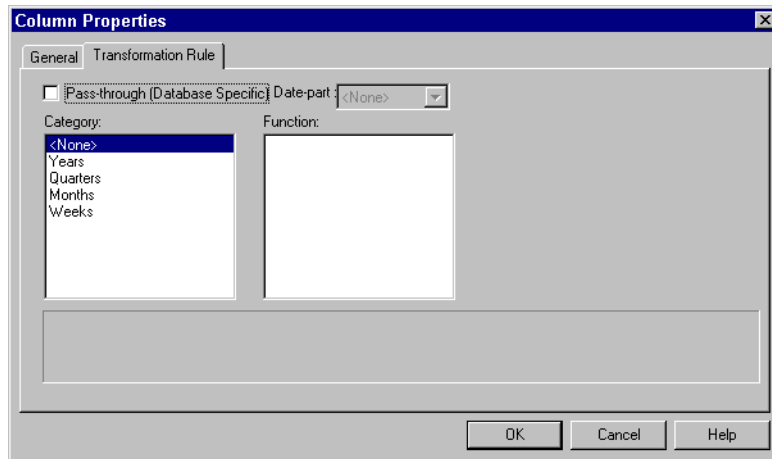 Column Properties
General Transformation Rule
Pass-through (Database Specific) Date-part : <None>
Category: Function:
<None>
Years
Quarters
Months
Weeks
OK Cancel Help